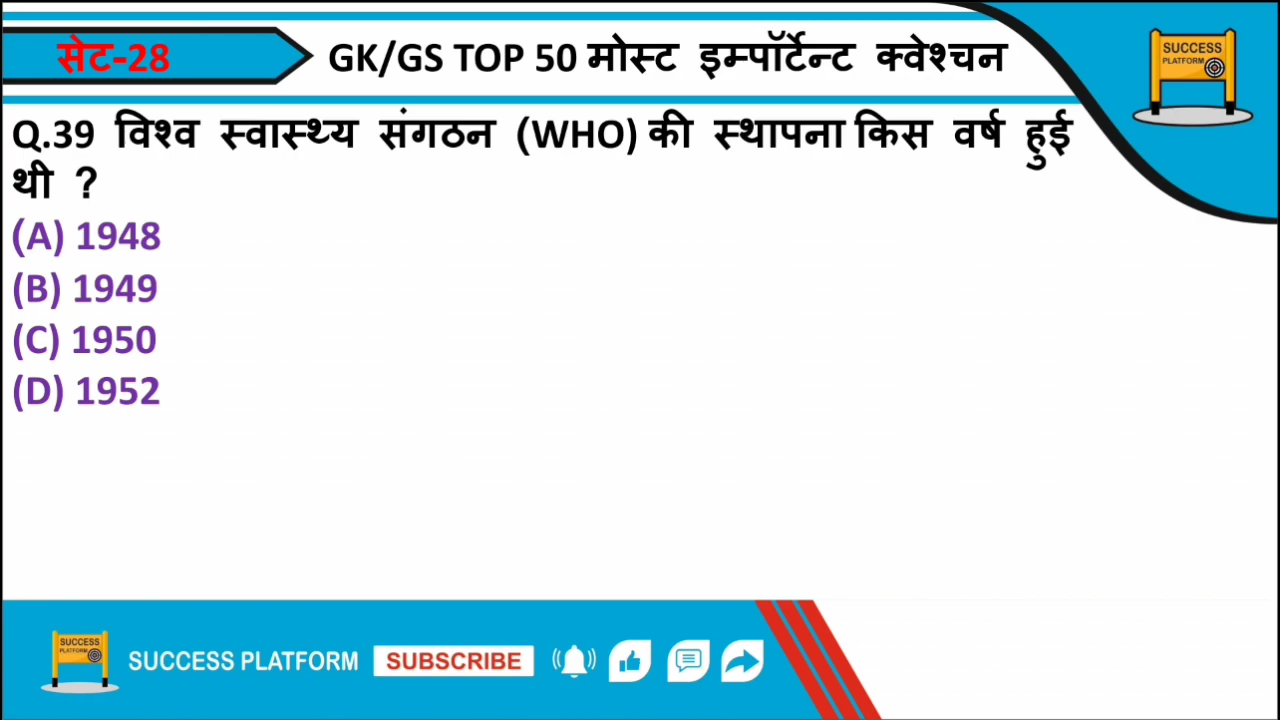 सेट-28
GK/GS TOP 50 मोस्ट इम्पॉर्टेन्ट क्वेश्चन
SUCCESS
PLATFORM
Q.39 विश्व स्वास्थ्य संगठन (WHO) की स्थापना किस वर्ष हुई
थी ?
(A) 1948
(B) 1949
(C) 1950
(D) 1952
SUCCESS
PLATFORM
SUCCESS PLATFORM
SUBSCRIBE